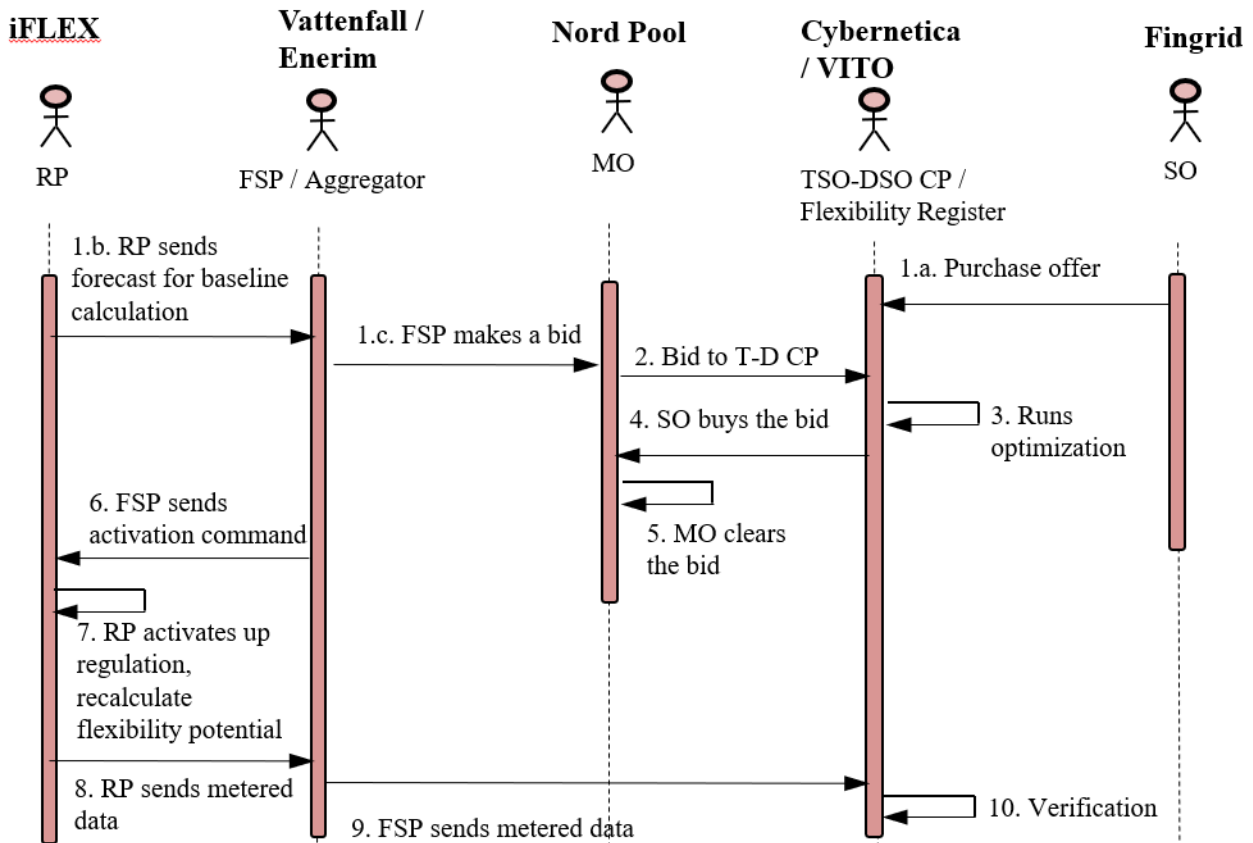 iFLEX
Vattenfall /
Enerim
Nord Pool
Cybernetica
/ VITO
Fingrid
RP
FSP / Aggregator
MO
TSO-DSO CP /
Flexibility Register
SO
1.b. RP sends
forecast for baseline
calculation
1.a. Purchase offer
1.c. FSP makes a bid
2. Bid to T-D CP
3. Runs
optimization
4. SO buys the bid
5. MO clears
the bid
6. FSP sends
activation command
7. RP activates up
regulation,
recalculate
flexibility potential
8. RP sends metered
data
9. FSP sends metered data
10. Verification